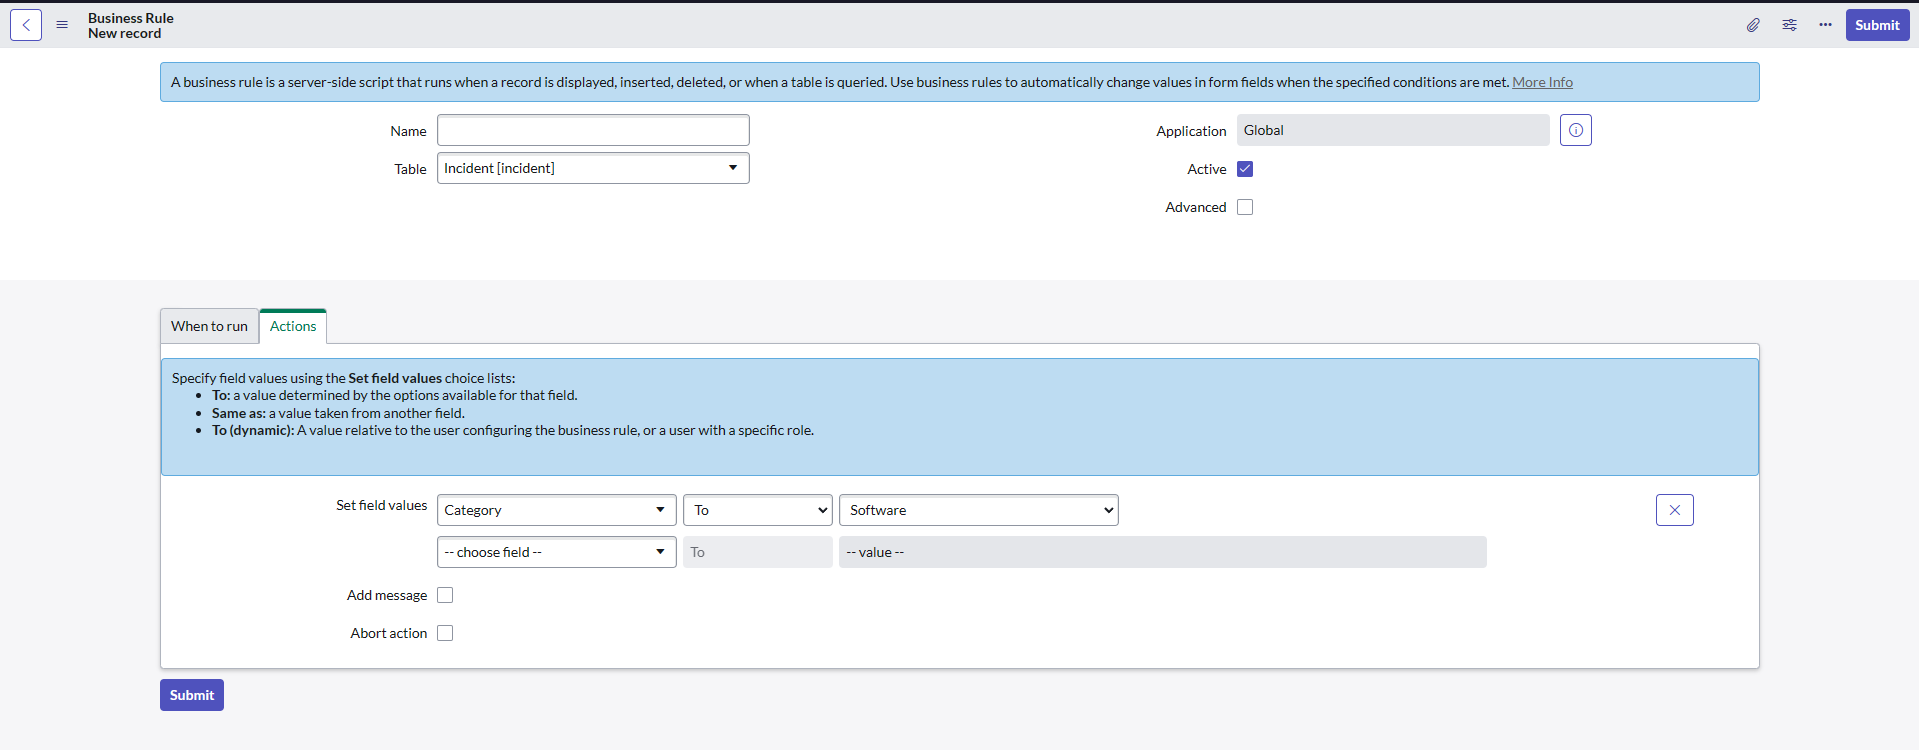 Business Rule
New record
Submit
A business rule is a server-side script that runs when a record is displayed, inserted, deleted, or when a table is queried. Use business rules to automatically change values in form fields when the specified conditions are met. More Info
Name
Application Global
Table Incident [incident]
Active
Advanced
When to run Actions
Specify field values using the Set field values choice lists:
• To: a value determined by the options available for that field.
• Same as: a value taken from another field.
• To (dynamic): A value relative to the user configuring the business rule, or a user with a specific role.
Set field values Category To Software
-- choose field -- To -- value --
Add message
Abort action
Submit